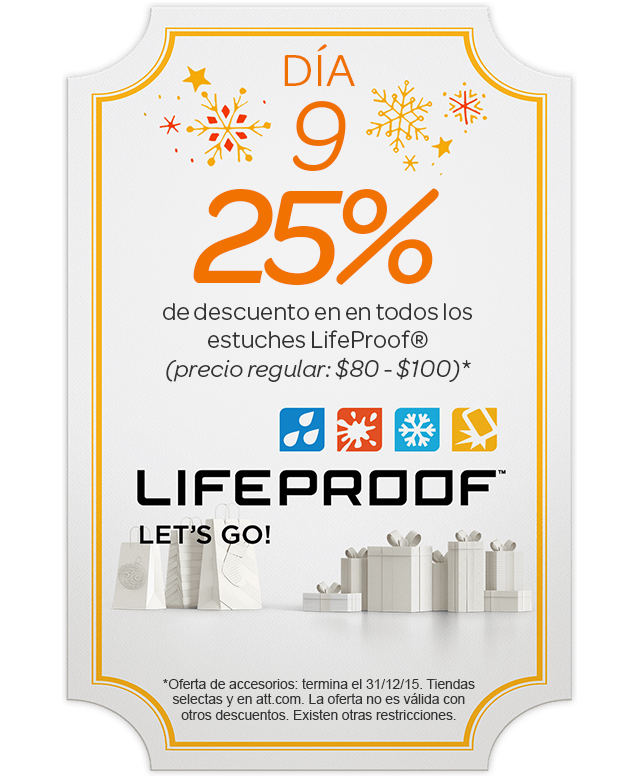 DÍA
9
25%
de descuento en en todos los
estuches LifeProof®
(precio regular: $80 - $100)*
LIFEPROOF™
LET'S GO!
*Oferta de accesorios: termina el 31/12/15. Tiendas
selectas y en att.com. La oferta no es válida con
otros descuentos. Existen otras restricciones.